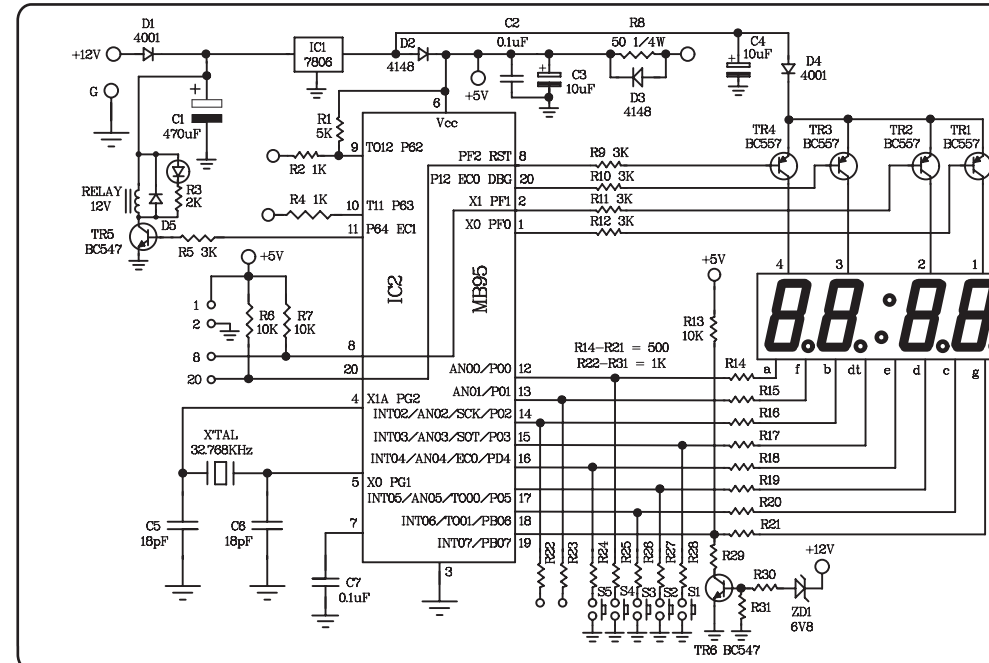 D1
4001
+12V
IC1
7806
D2
4148
C2
0.1uF
R8
50 1/4W
C4
10uF
D4
4001
G
+
C1
470uF
+5V
+
C3
10uF
D3
4148
+
R1
5K
6
Vcc
R2 1K
9
TO12 P62
PF2 RST
8
R9 3K
P12 EC0 DBG
20
R10 3K
X1 PF1
2
R11 3K
X0 PF0
1
R12 3K
TR4
BC557
TR3
BC557
TR2
BC557
TR1
BC557
RELAY
12V
R3
2K
D5
TR5
BC547
R5 3K
R4 1K
10
T11 P63
11
P64 EC1
IC2
MB95
+5V
1
2
8
20
R6
10K
R7
10K
8
20
+5V
R13
10K
4
3
2
1
88:88
a
f
b
dt
e
d
c
g
R14-R21 = 500
R22-R31 = 1K
AN00/P00
12
R14
AN01/P01
13
R15
INT02/AN02/SCK/P02
14
R16
INT03/AN03/SOT/P03
15
R17
INT04/AN04/EC0/PD4
16
R18
INT05/AN05/TO00/P05
17
R19
INT06/TO01/PB06
18
R20
INT07/PB07
19
R21
4
X1A PG2
X'TAL
32.768KHz
5
X0 PG1
C5
18pF
C6
18pF
7
C7
0.1uF
3
R22
R23
R24
R25
R26
R27
R28
S5
S4
S3
S2
S1
R29
R30
R31
+12V
ZD1
6V8
TR6 BC547